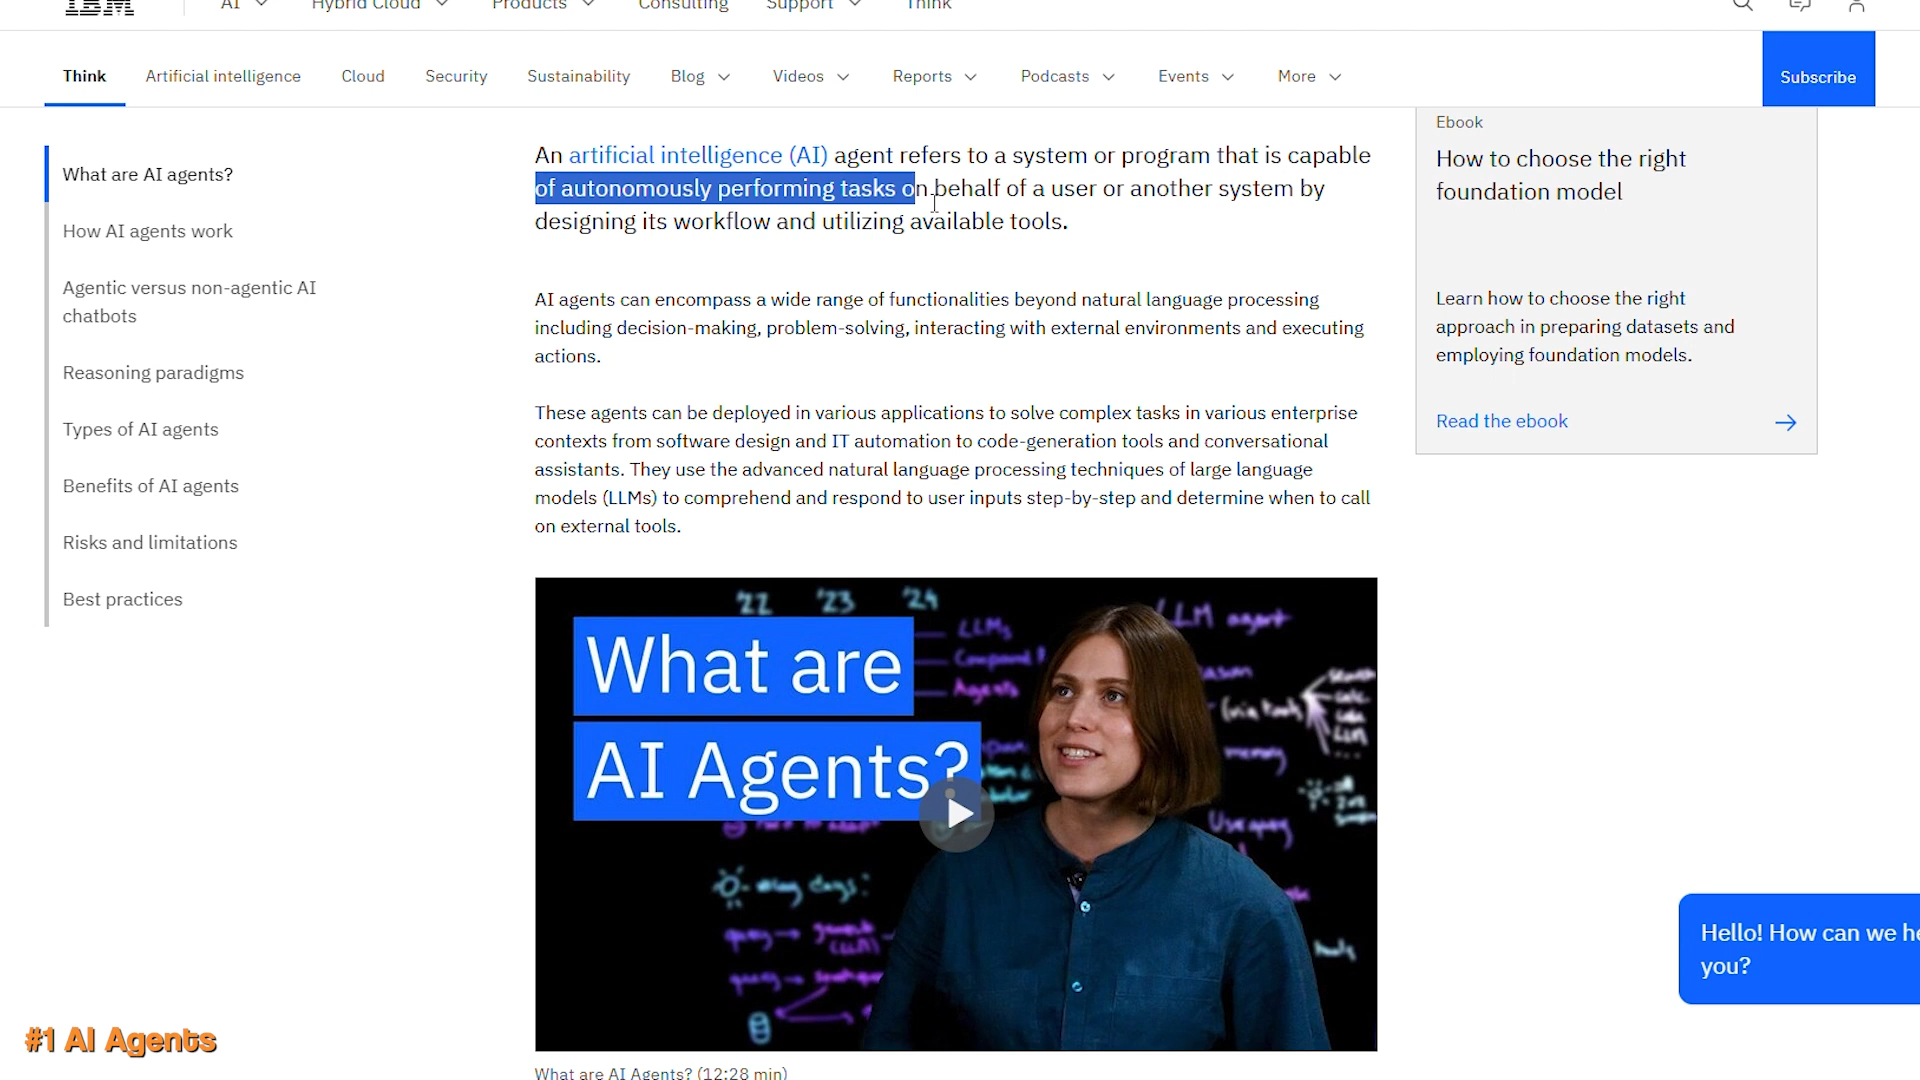 IBM
AI
Hybrid Cloud
Products
Consulting
Support
Think
Think
Artificial intelligence
Cloud
Security
Sustainability
Blog
Videos
Reports
Podcasts
Events
More
Subscribe
What are AI agents?
How AI agents work
Agentic versus non-agentic AI
chatbots
Reasoning paradigms
Types of AI agents
Benefits of AI agents
Risks and limitations
Best practices
An artificial intelligence (AI) agent refers to a system or program that is capable
of autonomously performing tasks on behalf of a user or another system by
designing its workflow and utilizing available tools.
AI agents can encompass a wide range of functionalities beyond natural language processing
including decision-making, problem-solving, interacting with external environments and executing
actions.
These agents can be deployed in various applications to solve complex tasks in various enterprise
contexts from software design and IT automation to code-generation tools and conversational
assistants. They use the advanced natural language processing techniques of large language
models (LLMs) to comprehend and respond to user inputs step-by-step and determine when to call
on external tools.
'22 '23 '24
LLMs
Agents
LLM agent
What are
AI Agents?
memory
What are AI Agents? (12:28 min)
Ebook
How to choose the right
foundation model
Learn how to choose the right
approach in preparing datasets and
employing foundation models.
Read the ebook
Hello! How can we
you?
#1 AI Agents